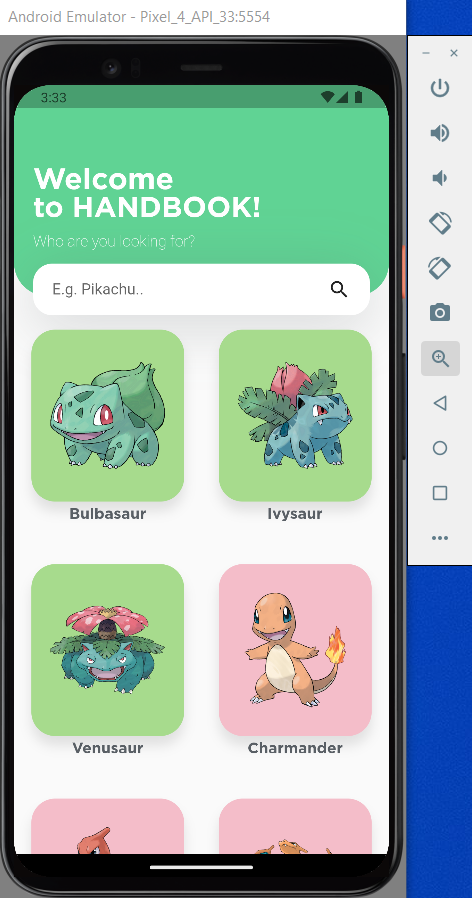 Android Emulator - Pixel_4_API_33:5554
3:33
Welcome
to HANDBOOK!
Who are you looking for?
E.g. Pikachu..
Bulbasaur
Ivysaur
Venusaur
Charmander